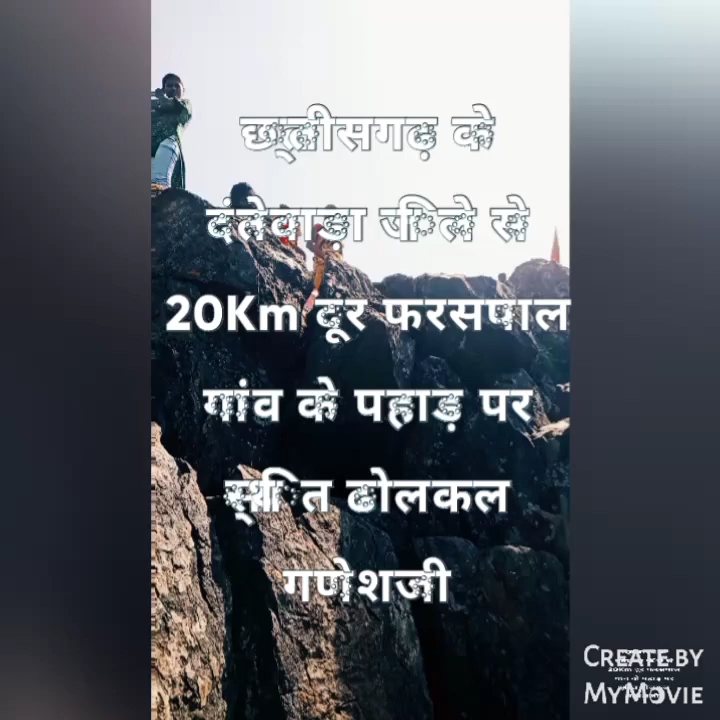 छत्तीसगढ़ के
दंतेवाड़ा जिले से
20Km दूर फरसपाल
गांव के पहाड़ पर
स्थित ढोलकल
गणेशजी
CREATE BY
MYMOVIE